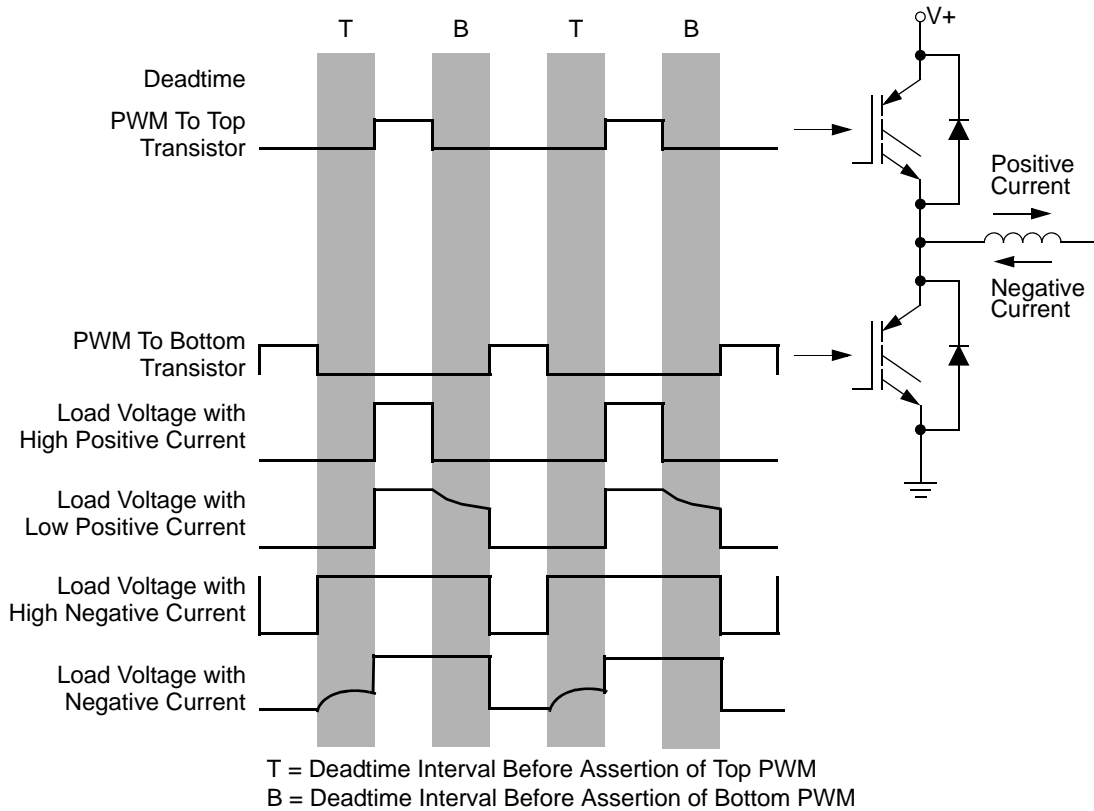 T
B
T
B
V+
Deadtime
PWM To Top
Transistor
Positive
Current
Negative
Current
PWM To Bottom
Transistor
Load Voltage with
High Positive Current
Load Voltage with
Low Positive Current
Load Voltage with
High Negative Current
Load Voltage with
Negative Current
T = Deadtime Interval Before Assertion of Top PWM
B = Deadtime Interval Before Assertion of Bottom PWM